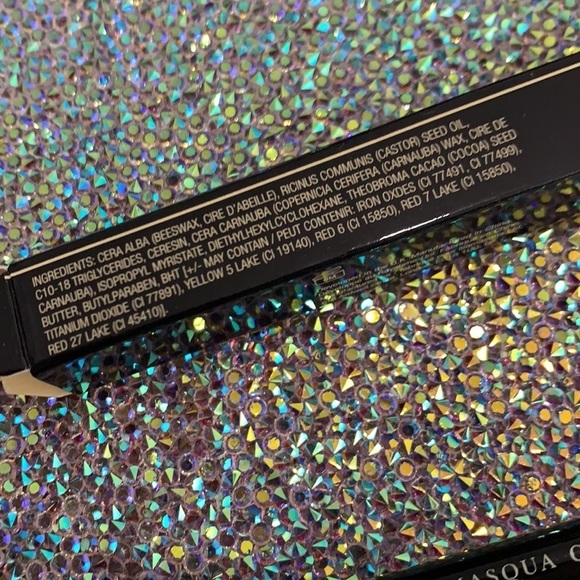 INGREDIENTS: CERA ALBA (BEESWAX, CIRE D'ABEILLE), RICINUS COMMUNIS (CASTOR) SEED OIL,
C10-18 TRIGLYCERIDES, CERESIN, CERA CARNAUBA (COPERNICIA CERIFERA (CARNAUBA) WAX, CIRE DE
CARNAUBA), ISOPROPYL MYRISTATE, DIETHYLHEXYLCYCLOHEXANE, THEOBROMA CACAO (COCOA) SEED
BUTTER, BUTYLPARABEN, BHT [+/- MAY CONTAIN / PEUT CONTENIR: IRON OXDES (CI 77491, CI 77499),
TITANIUM DIOXIDE (CI 77891), YELLOW 5 LAKE (CI 19140), RED 6 (CI 15850), RED 7 LAKE (CI 15850),
RED 27 LAKE (CI 45410)].
ASQUA